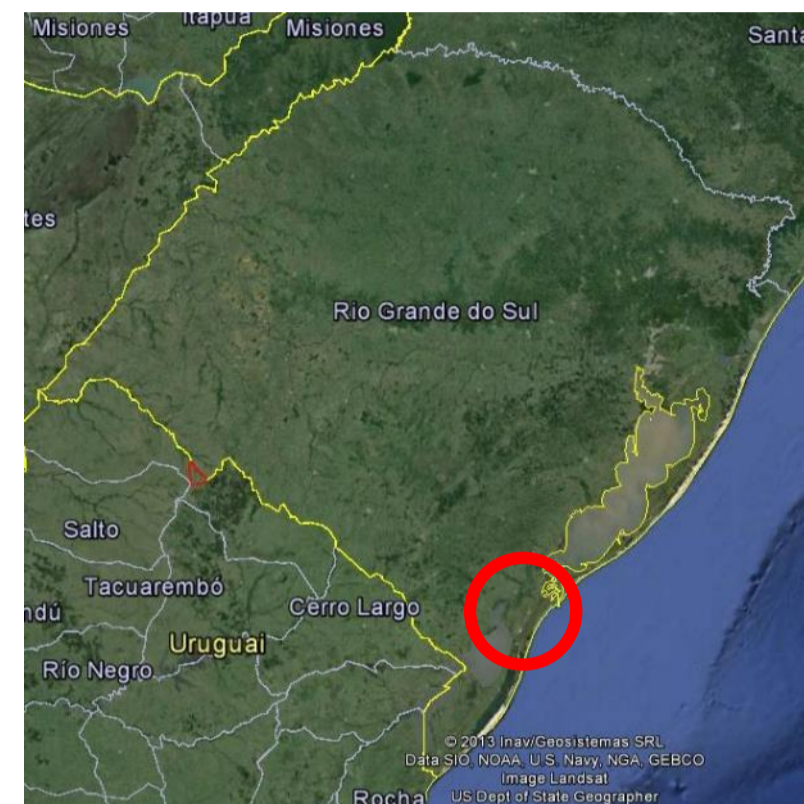 Misiones
Itapúa
Misiones
Santa
tes
Rio Grande do Sul
Salto
Tacuarembó
ndú
Cerro Largo
Uruguai
Río Negro
© 2013 Inav/Geosistemas SRL
Data SIO, NOAA, U.S. Navy, NGA, GEBCO
Image Landsat
Rocha
US Dept of State Geographer